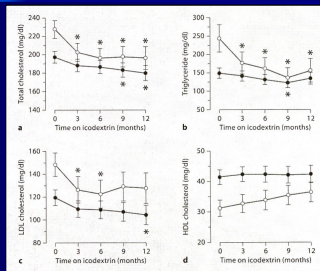 Total cholesterol (mg/dl)
240
220
200
180
160
140
* * * *
* *
0 3 6 9 12
Time on icodextrin (months)
a
Triglyceride (mg/dl)
300
250
200
150
100
50
0
* * * *
*
0 3 6 9 12
Time on icodextrin (months)
b
LDL cholesterol (mg/dl)
160
140
120
100
80
* *
*
0 3 6 9 12
Time on icodextrin (months)
c
HDL cholesterol (mg/dl)
50
40
30
20
0 3 6 9 12
Time on icodextrin (months)
d